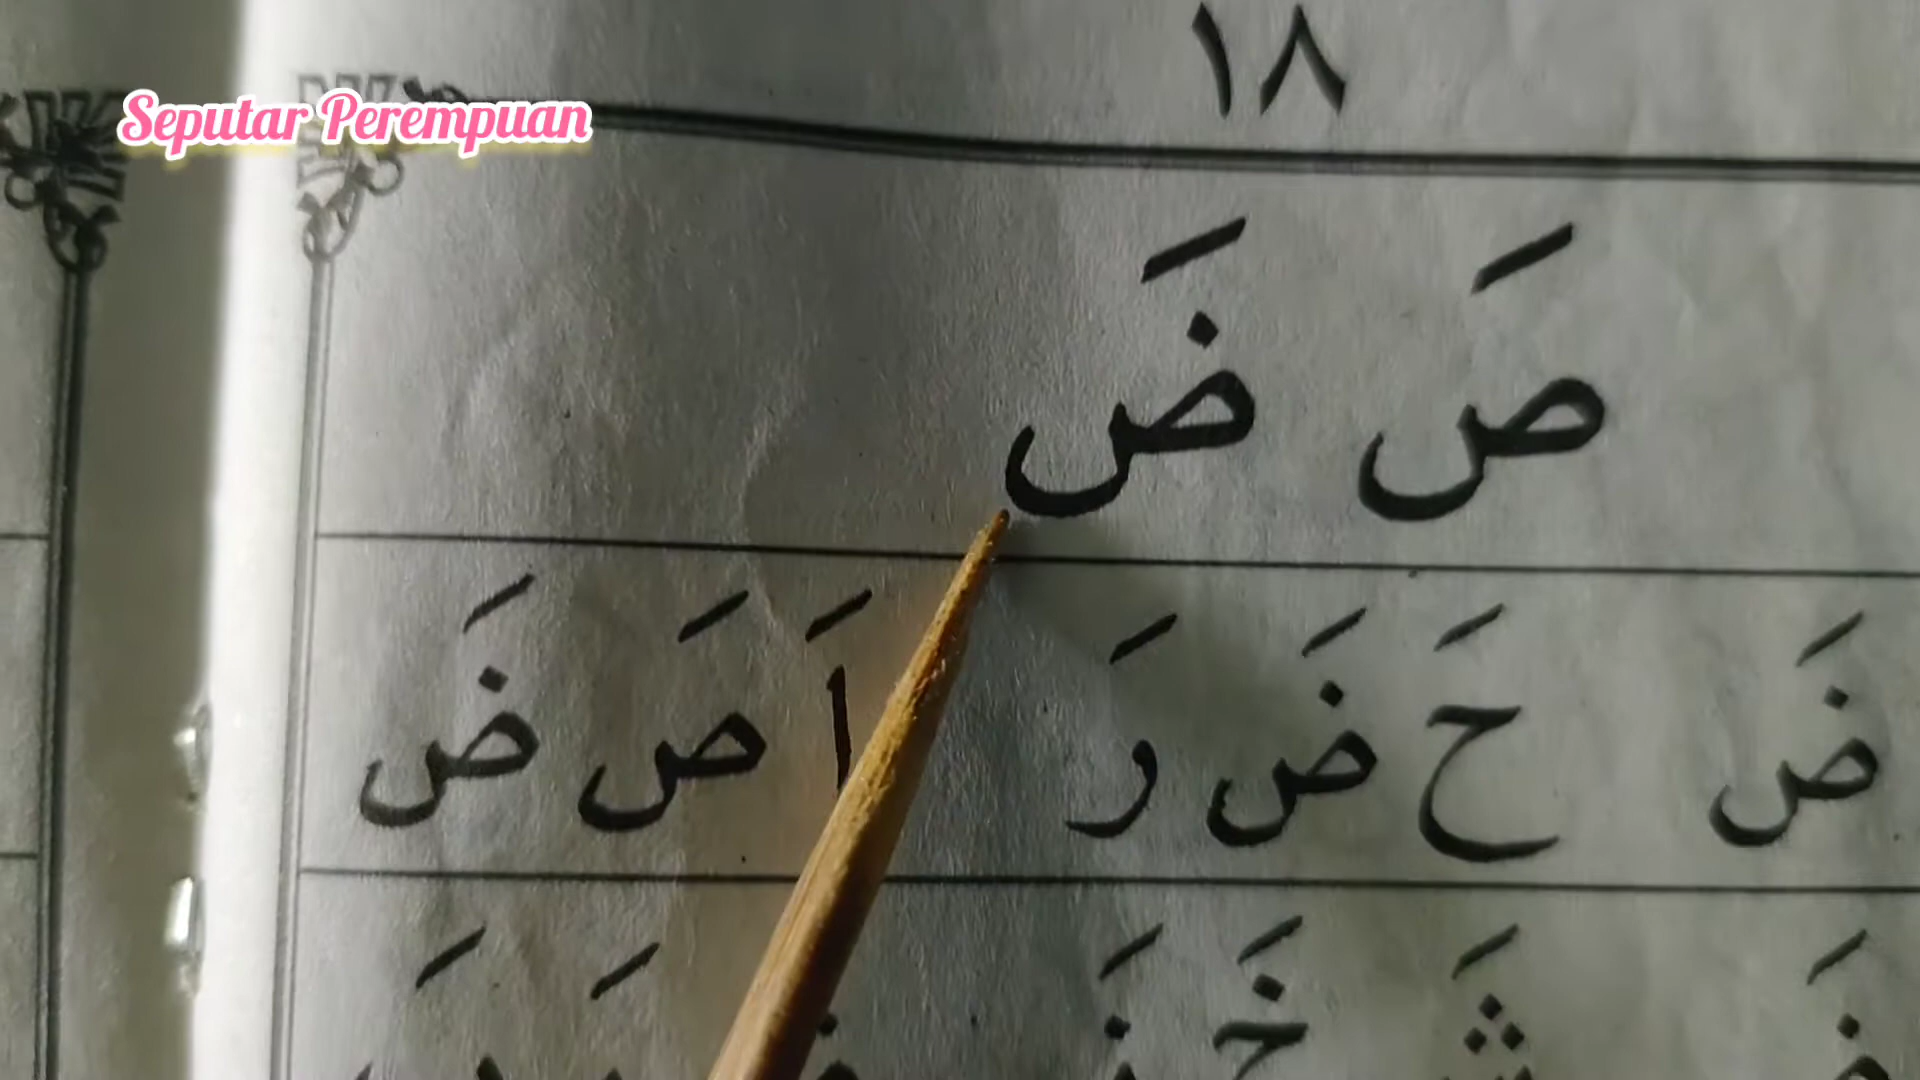 ١٨
Seputar Perempuan
صَ ضَ
ضَ حَ ضَ رَ اَ صَ ضَ